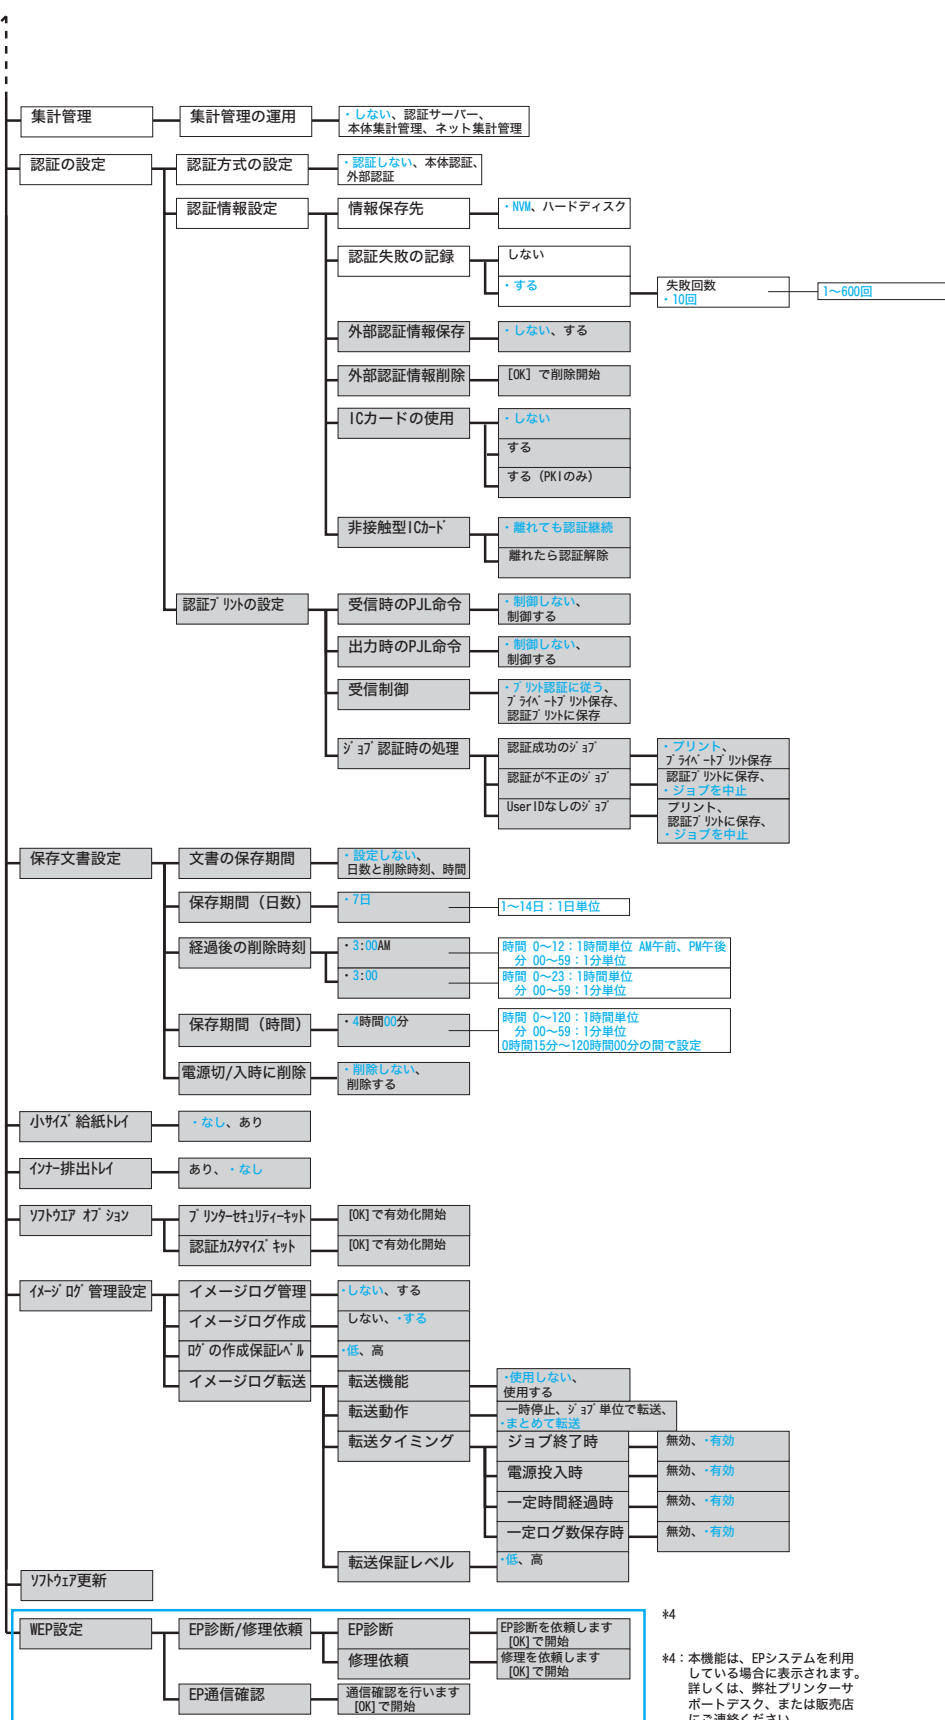 集計管理
集計管理の運用
・しない、認証サーバー、
本体集計管理、ネット集計管理
認証の設定
認証方式の設定
・認証しない、本体認証、
外部認証
認証情報設定
情報保存先
・NVM、ハードディスク
認証失敗の記録
しない
・する
失敗回数
・10回
1〜600回
外部認証情報保存
・しない、する
外部認証情報削除
[OK] で削除開始
ICカードの使用
・しない
する
する（PKIのみ）
非接触型ICｶｰﾄﾞ
・離れても認証継続
離れたら認証解除
認証ﾌﾟﾘﾝﾄの設定
受信時のPJL命令
・制御しない、
制御する
出力時のPJL命令
・制御しない、
制御する
受信制御
・ﾌﾟﾘﾝﾄ認証に従う、
ﾌﾟﾗｲﾍﾞｰﾄﾌﾟﾘﾝﾄ保存、
認証ﾌﾟﾘﾝﾄに保存
ｼﾞｮﾌﾞ認証時の処理
認証成功のｼﾞｮﾌﾞ
・プリント、
ﾌﾟﾗｲﾍﾞｰﾄﾌﾟﾘﾝﾄ保存
認証が不正のｼﾞｮﾌﾞ
認証ﾌﾟﾘﾝﾄに保存、
・ジョブを中止
UserIDなしのｼﾞｮﾌﾞ
プリント、
認証ﾌﾟﾘﾝﾄに保存、
・ジョブを中止
保存文書設定
文書の保存期間
・設定しない、
日数と削除時刻、時間
保存期間（日数）
・7日
1〜14日：1日単位
経過後の削除時刻
・3:00AM
時間 0〜12：1時間単位 AM午前、PM午後
分 00〜59：1分単位
・3:00
時間 0〜23：1時間単位
分 00〜59：1分単位
保存期間（時間）
・4時間00分
時間 0〜120：1時間単位
分 00〜59：1分単位
0時間15分〜120時間00分の間で設定
電源切/入時に削除
・削除しない、
削除する
小ｻｲｽﾞ給紙ﾄﾚｲ
・なし、あり
ｲﾝﾅｰ排出ﾄﾚｲ
あり、・なし
ｿﾌﾄｳｴｱ ｵﾌﾟｼｮﾝ
ﾌﾟﾘﾝﾀｰｾｷｭﾘﾃｨｰｷｯﾄ
[OK]で有効化開始
認証ｶｽﾀﾏｲｽﾞｷｯﾄ
[OK]で有効化開始
ｲﾒｰｼﾞﾛｸﾞ管理設定
イメージログ管理
・しない、する
イメージログ作成
しない、・する
ﾛｸﾞの作成保証ﾚﾍﾞﾙ
・低、高
イメージログ転送
転送機能
・使用しない、
使用する
転送動作
一時停止、ｼﾞｮﾌﾞ単位で転送、
・まとめて転送
転送タイミング
ジョブ終了時
無効、・有効
電源投入時
無効、・有効
一定時間経過時
無効、・有効
一定ログ数保存時
無効、・有効
転送保証レベル
・低、高
ｿﾌﾄｳｪｱ更新
WEP設定
EP診断/修理依頼
EP診断
EP診断を依頼します
[OK]で開始
修理依頼
修理を依頼します
[OK]で開始
EP通信確認
通信確認を行います
[OK]で開始
*4
*4：本機能は、EPシステムを利用
している場合に表示されます。
詳しくは、弊社プリンターサ
ポートデスク、または販売店
にご連絡ください